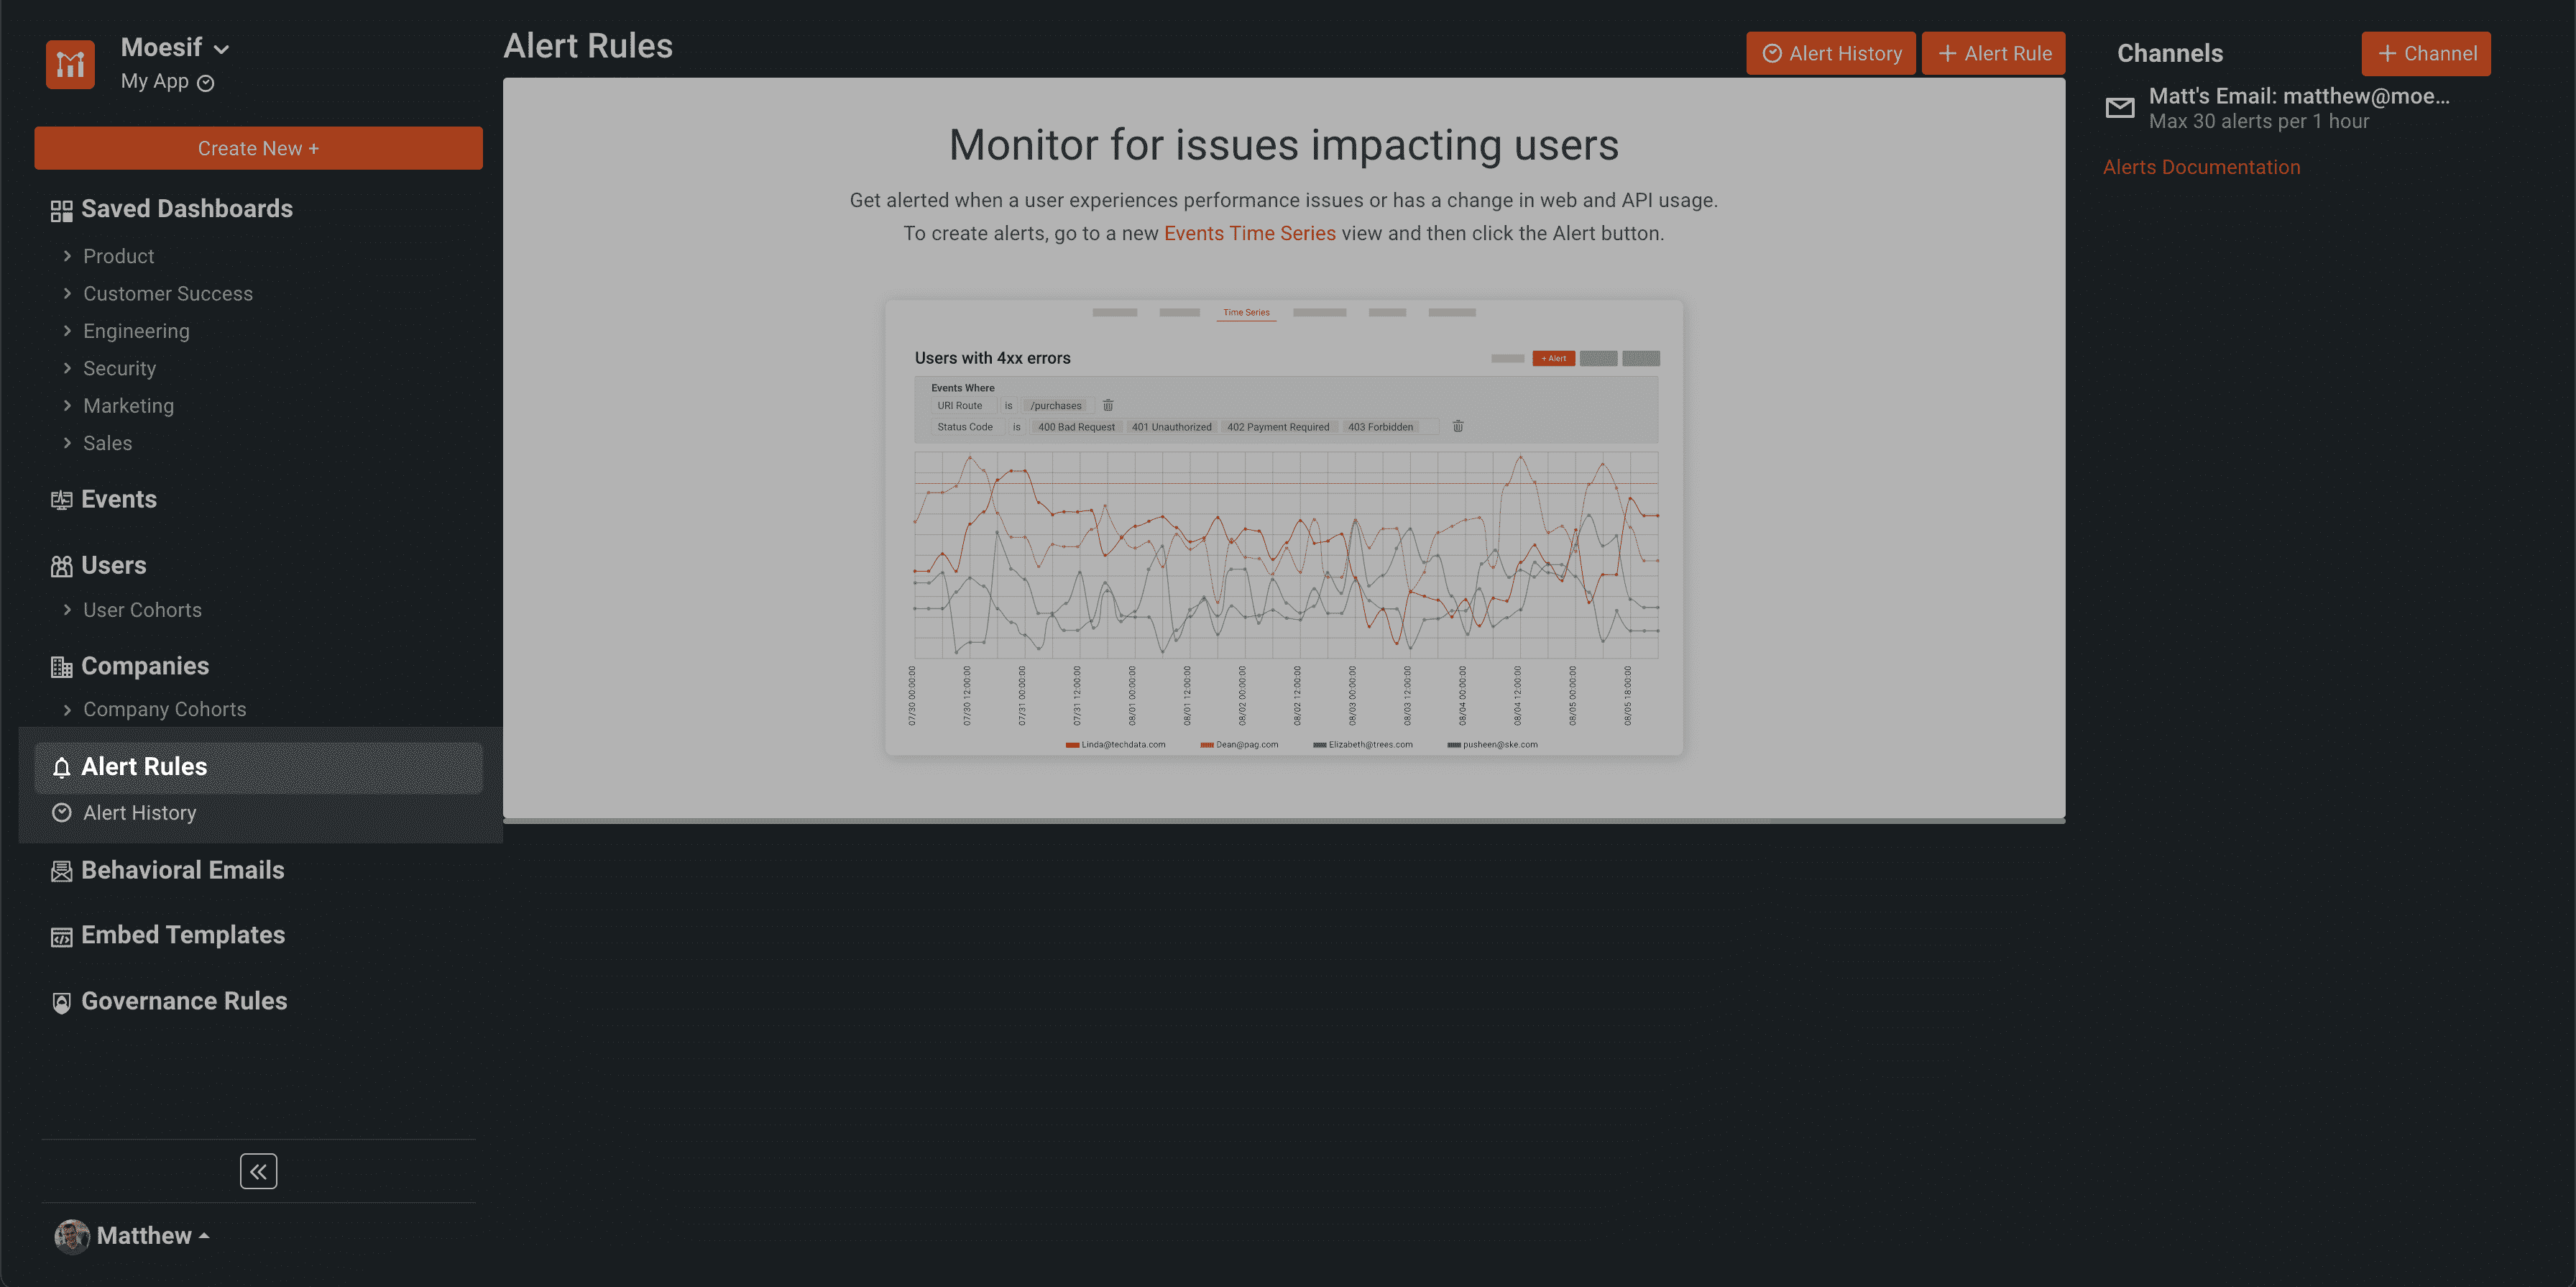 Moesif
My App
Create New +
Saved Dashboards
Product
Customer Success
Engineering
Security
Marketing
Sales
Events
Users
User Cohorts
Companies
Company Cohorts
Alert Rules
Alert History
Behavioral Emails
Embed Templates
Governance Rules
Matthew
Alert Rules
Alert History
+ Alert Rule
Monitor for issues impacting users
Get alerted when a user experiences performance issues or has a change in web and API usage.
To create alerts, go to a new Events Time Series view and then click the Alert button.
Time Series
Users with 4xx errors
+ Alert
Events Where
URI Route is /purchases
Status Code is 400 Bad Request 401 Unauthorized 402 Payment Required 403 Forbidden
07/30 00:00:00
07/30 12:00:00
07/31 00:00:00
07/31 12:00:00
08/01 00:00:00
08/01 12:00:00
08/02 00:00:00
08/02 12:00:00
08/03 00:00:00
08/03 12:00:00
08/04 00:00:00
08/04 12:00:00
08/05 00:00:00
08/05 18:00:00
Linda@techdata.com Dean@pag.com Elizabeth@trees.com pusheen@ske.com
Channels
+ Channel
Matt's Email: matthew@moe...
Max 30 alerts per 1 hour
Alerts Documentation